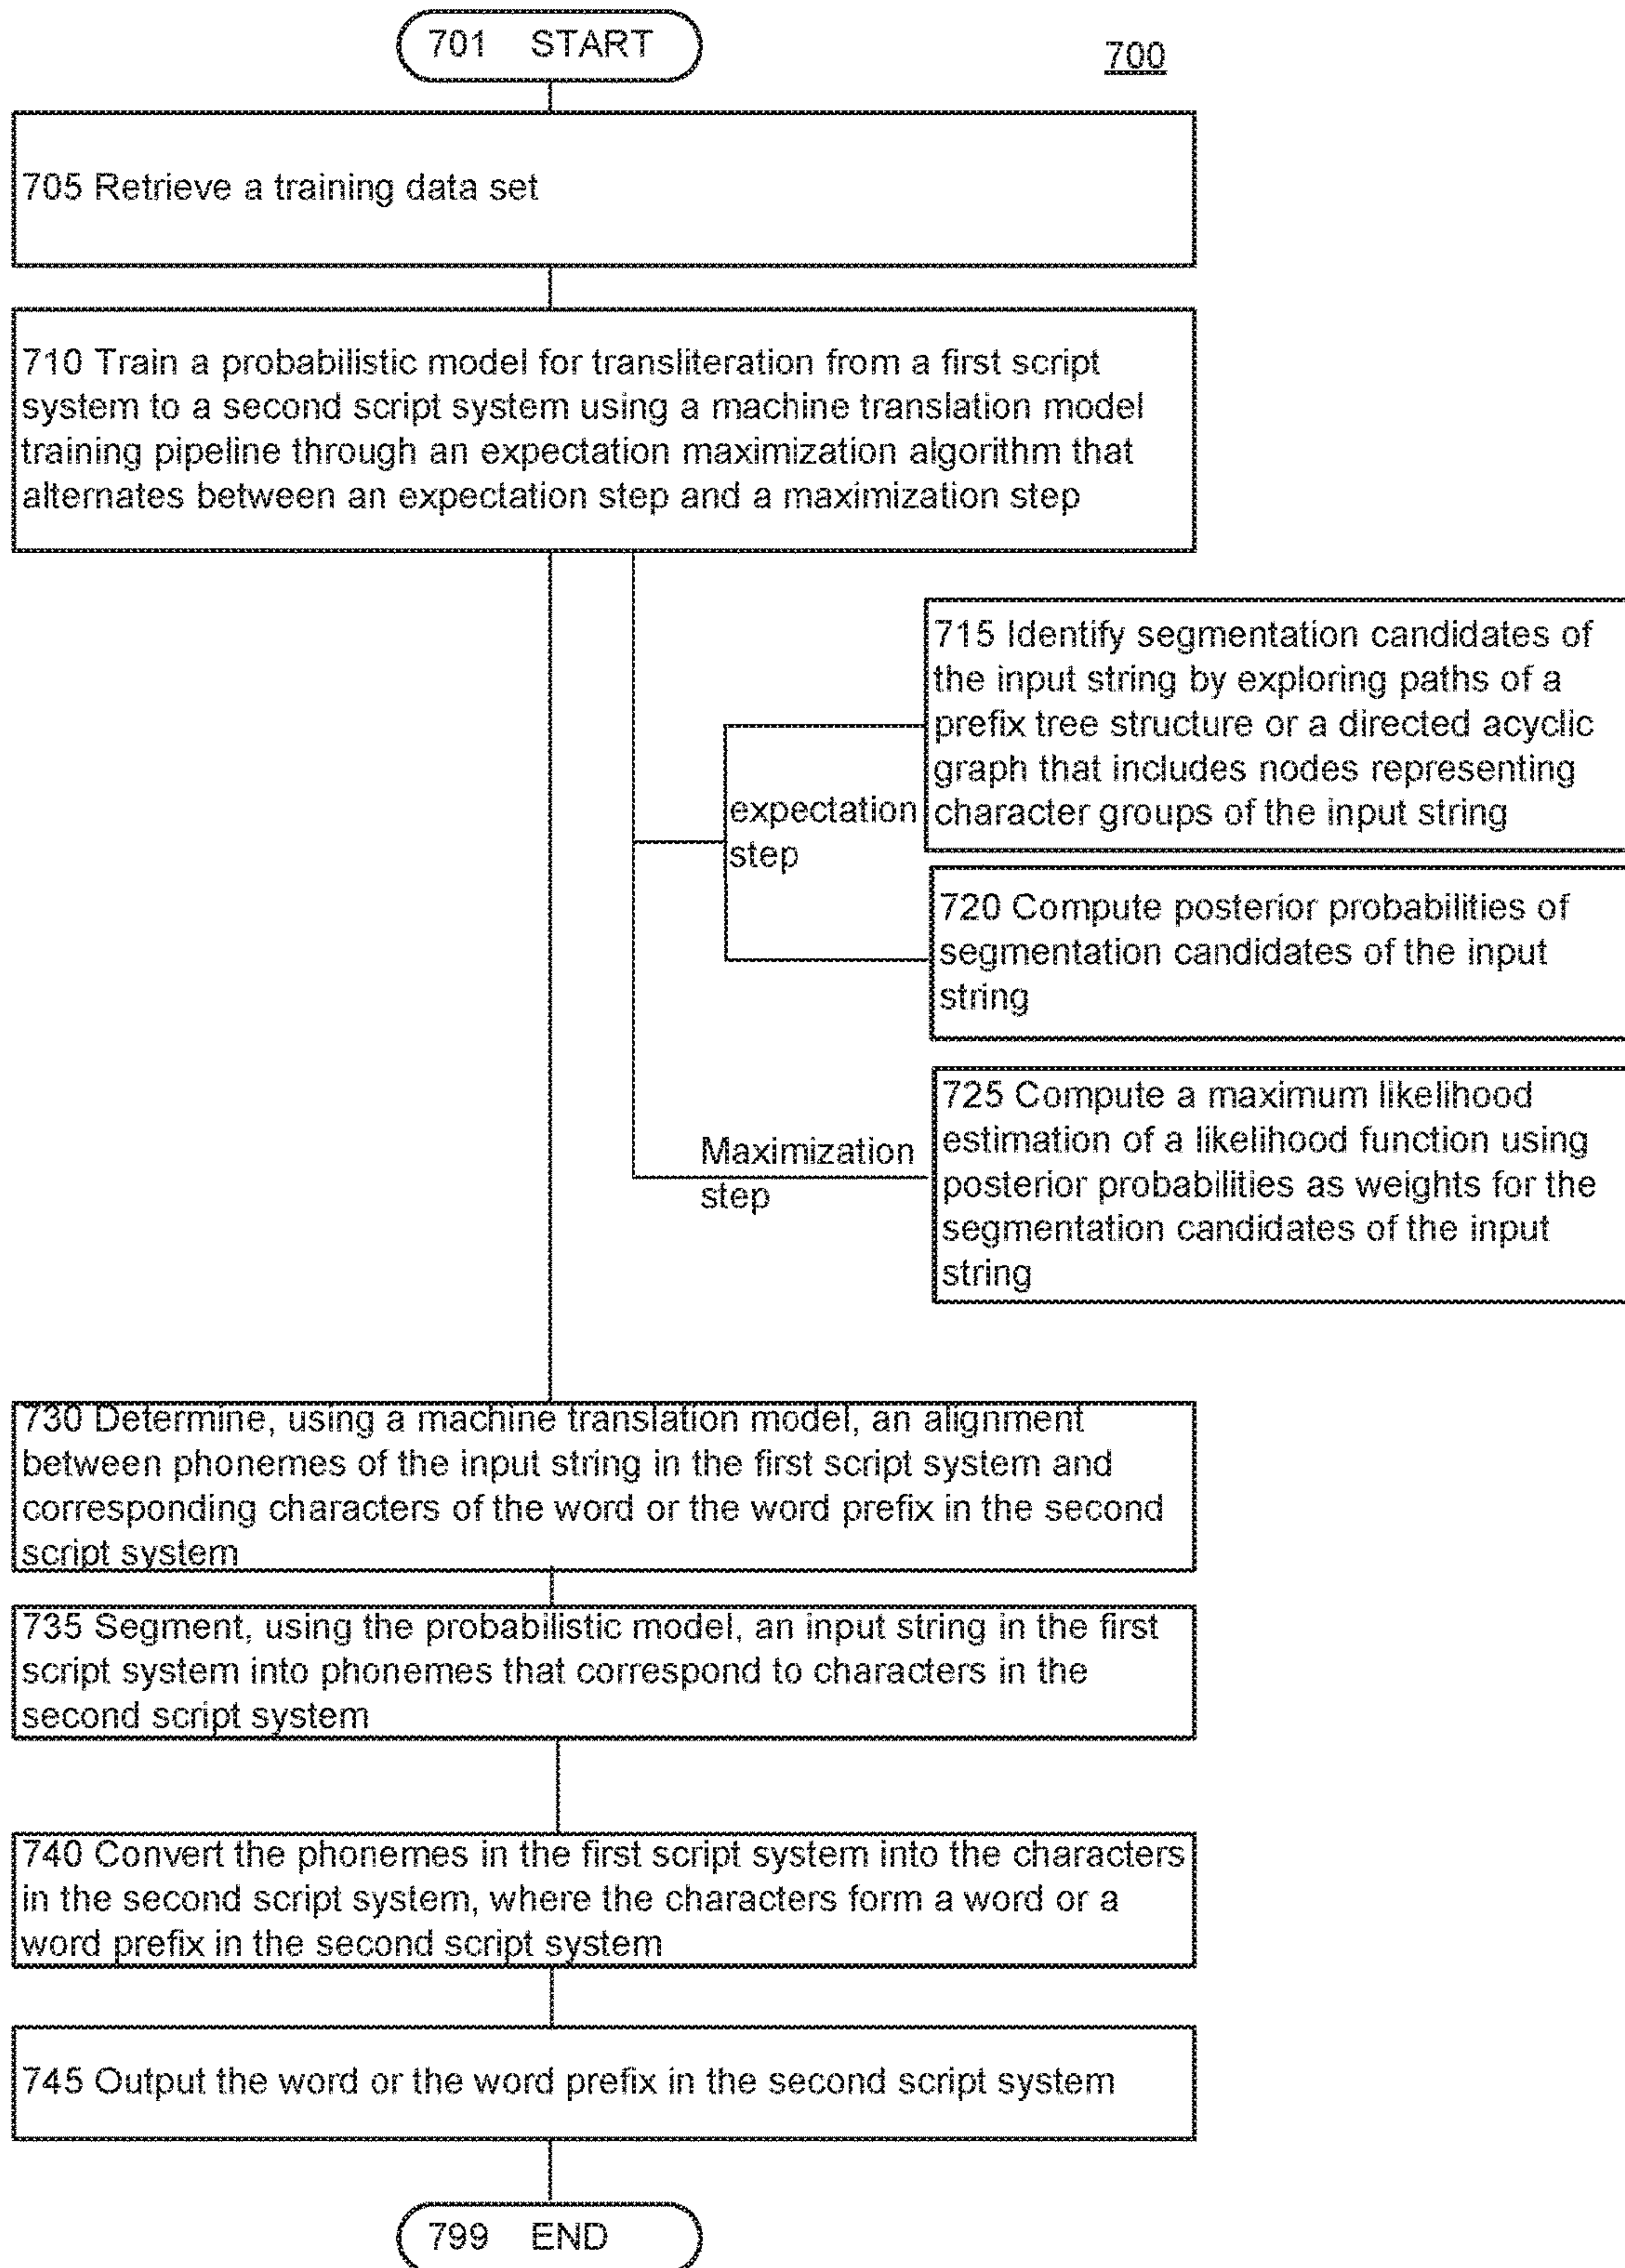 701 START
700
705 Retrieve a training data set
710 Train a probabilistic model for transliteration from a first script
system to a second script system using a machine translation model
training pipeline through an expectation maximization algorithm that
alternates between an expectation step and a maximization step
715 Identify segmentation candidates of
the input string by exploring paths of a
prefix tree structure or a directed acyclic
graph that includes nodes representing
character groups of the input string
expectation
step
720 Compute posterior probabilities of
segmentation candidates of the input
string
725 Compute a maximum likelihood
estimation of a likelihood function using
posterior probabilities as weights for the
segmentation candidates of the input
string
Maximization
step
730 Determine, using a machine translation model, an alignment
between phonemes of the input string in the first script system and
corresponding characters of the word or the word prefix in the second
script system
735 Segment, using the probabilistic model, an input string in the first
script system into phonemes that correspond to characters in the
second script system
740 Convert the phonemes in the first script system into the characters
in the second script system, where the characters form a word or a
word prefix in the second script system
745 Output the word or the word prefix in the second script system
799 END